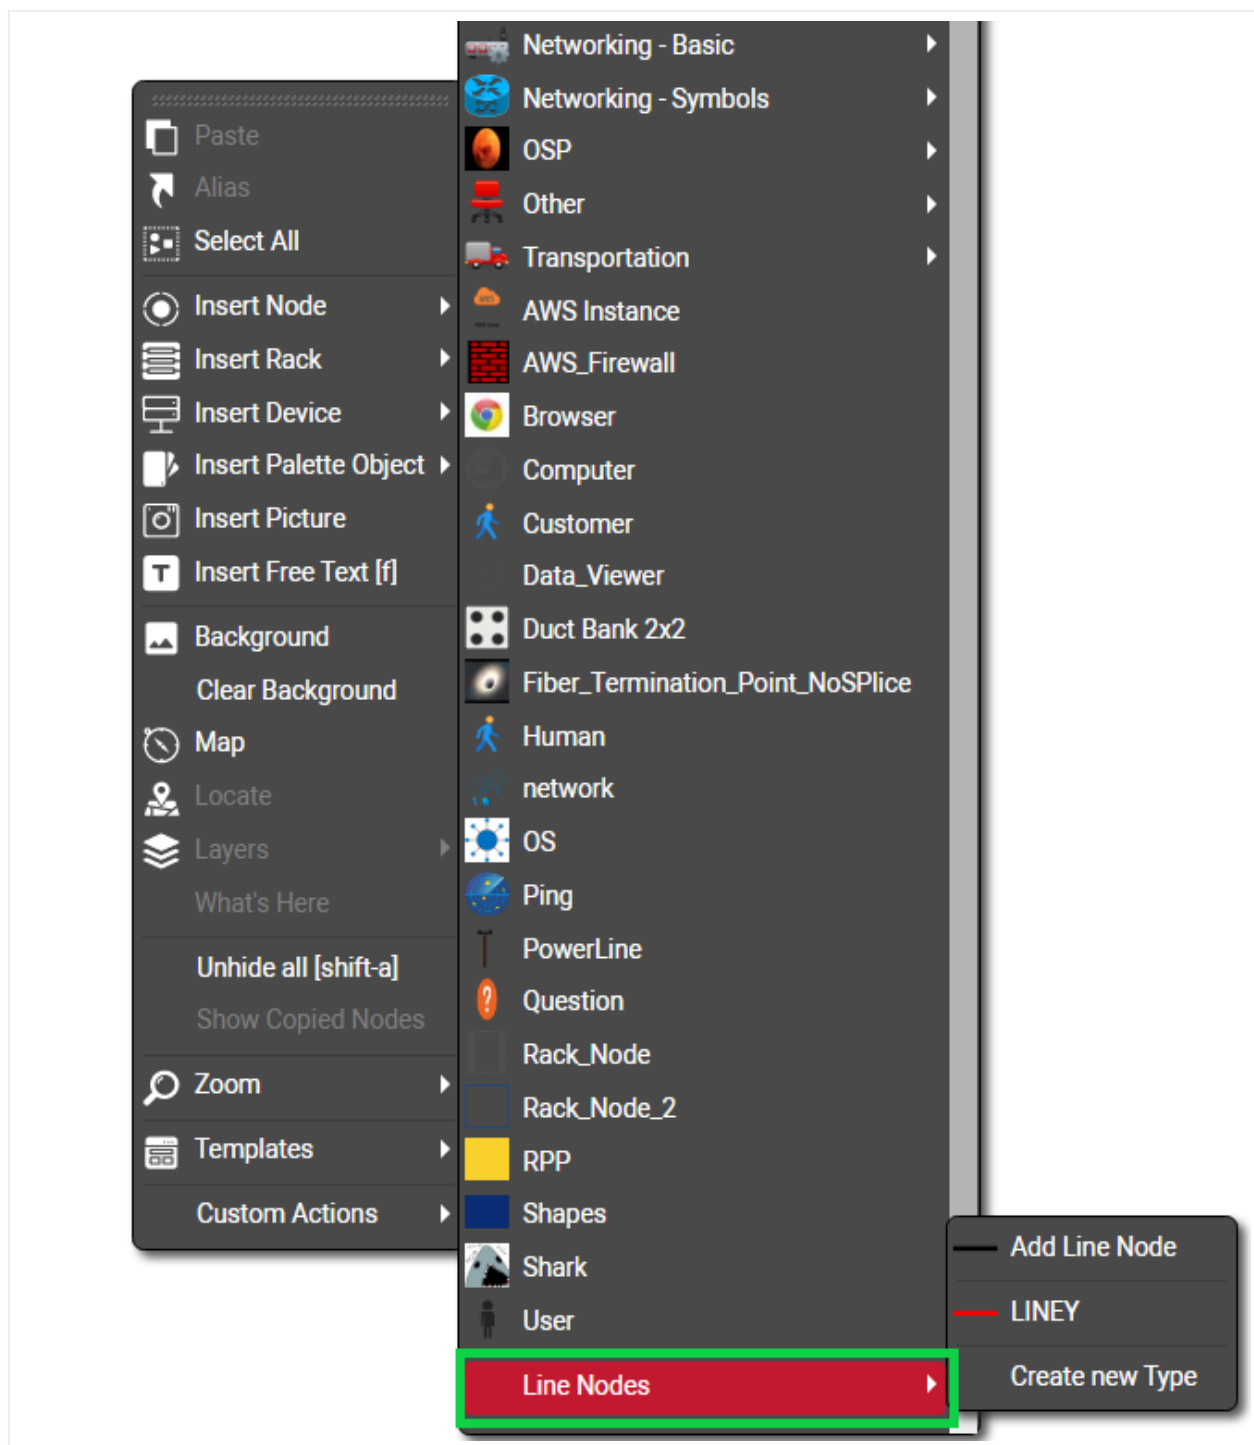 Paste
Alias
Select All
Insert Node
Insert Rack
Insert Device
Insert Palette Object
Insert Picture
Insert Free Text [f]
Background
Clear Background
Map
Locate
Layers
What's Here
Unhide all [shift-a]
Show Copied Nodes
Zoom
Templates
Custom Actions
Networking - Basic
Networking - Symbols
OSP
Other
Transportation
AWS Instance
AWS_Firewall
Browser
Computer
Customer
Data_Viewer
Duct Bank 2x2
Fiber_Termination_Point_NoSPlice
Human
network
OS
Ping
PowerLine
Question
Rack_Node
Rack_Node_2
RPP
Shapes
Shark
User
Line Nodes
Add Line Node
LINEY
Create new Type